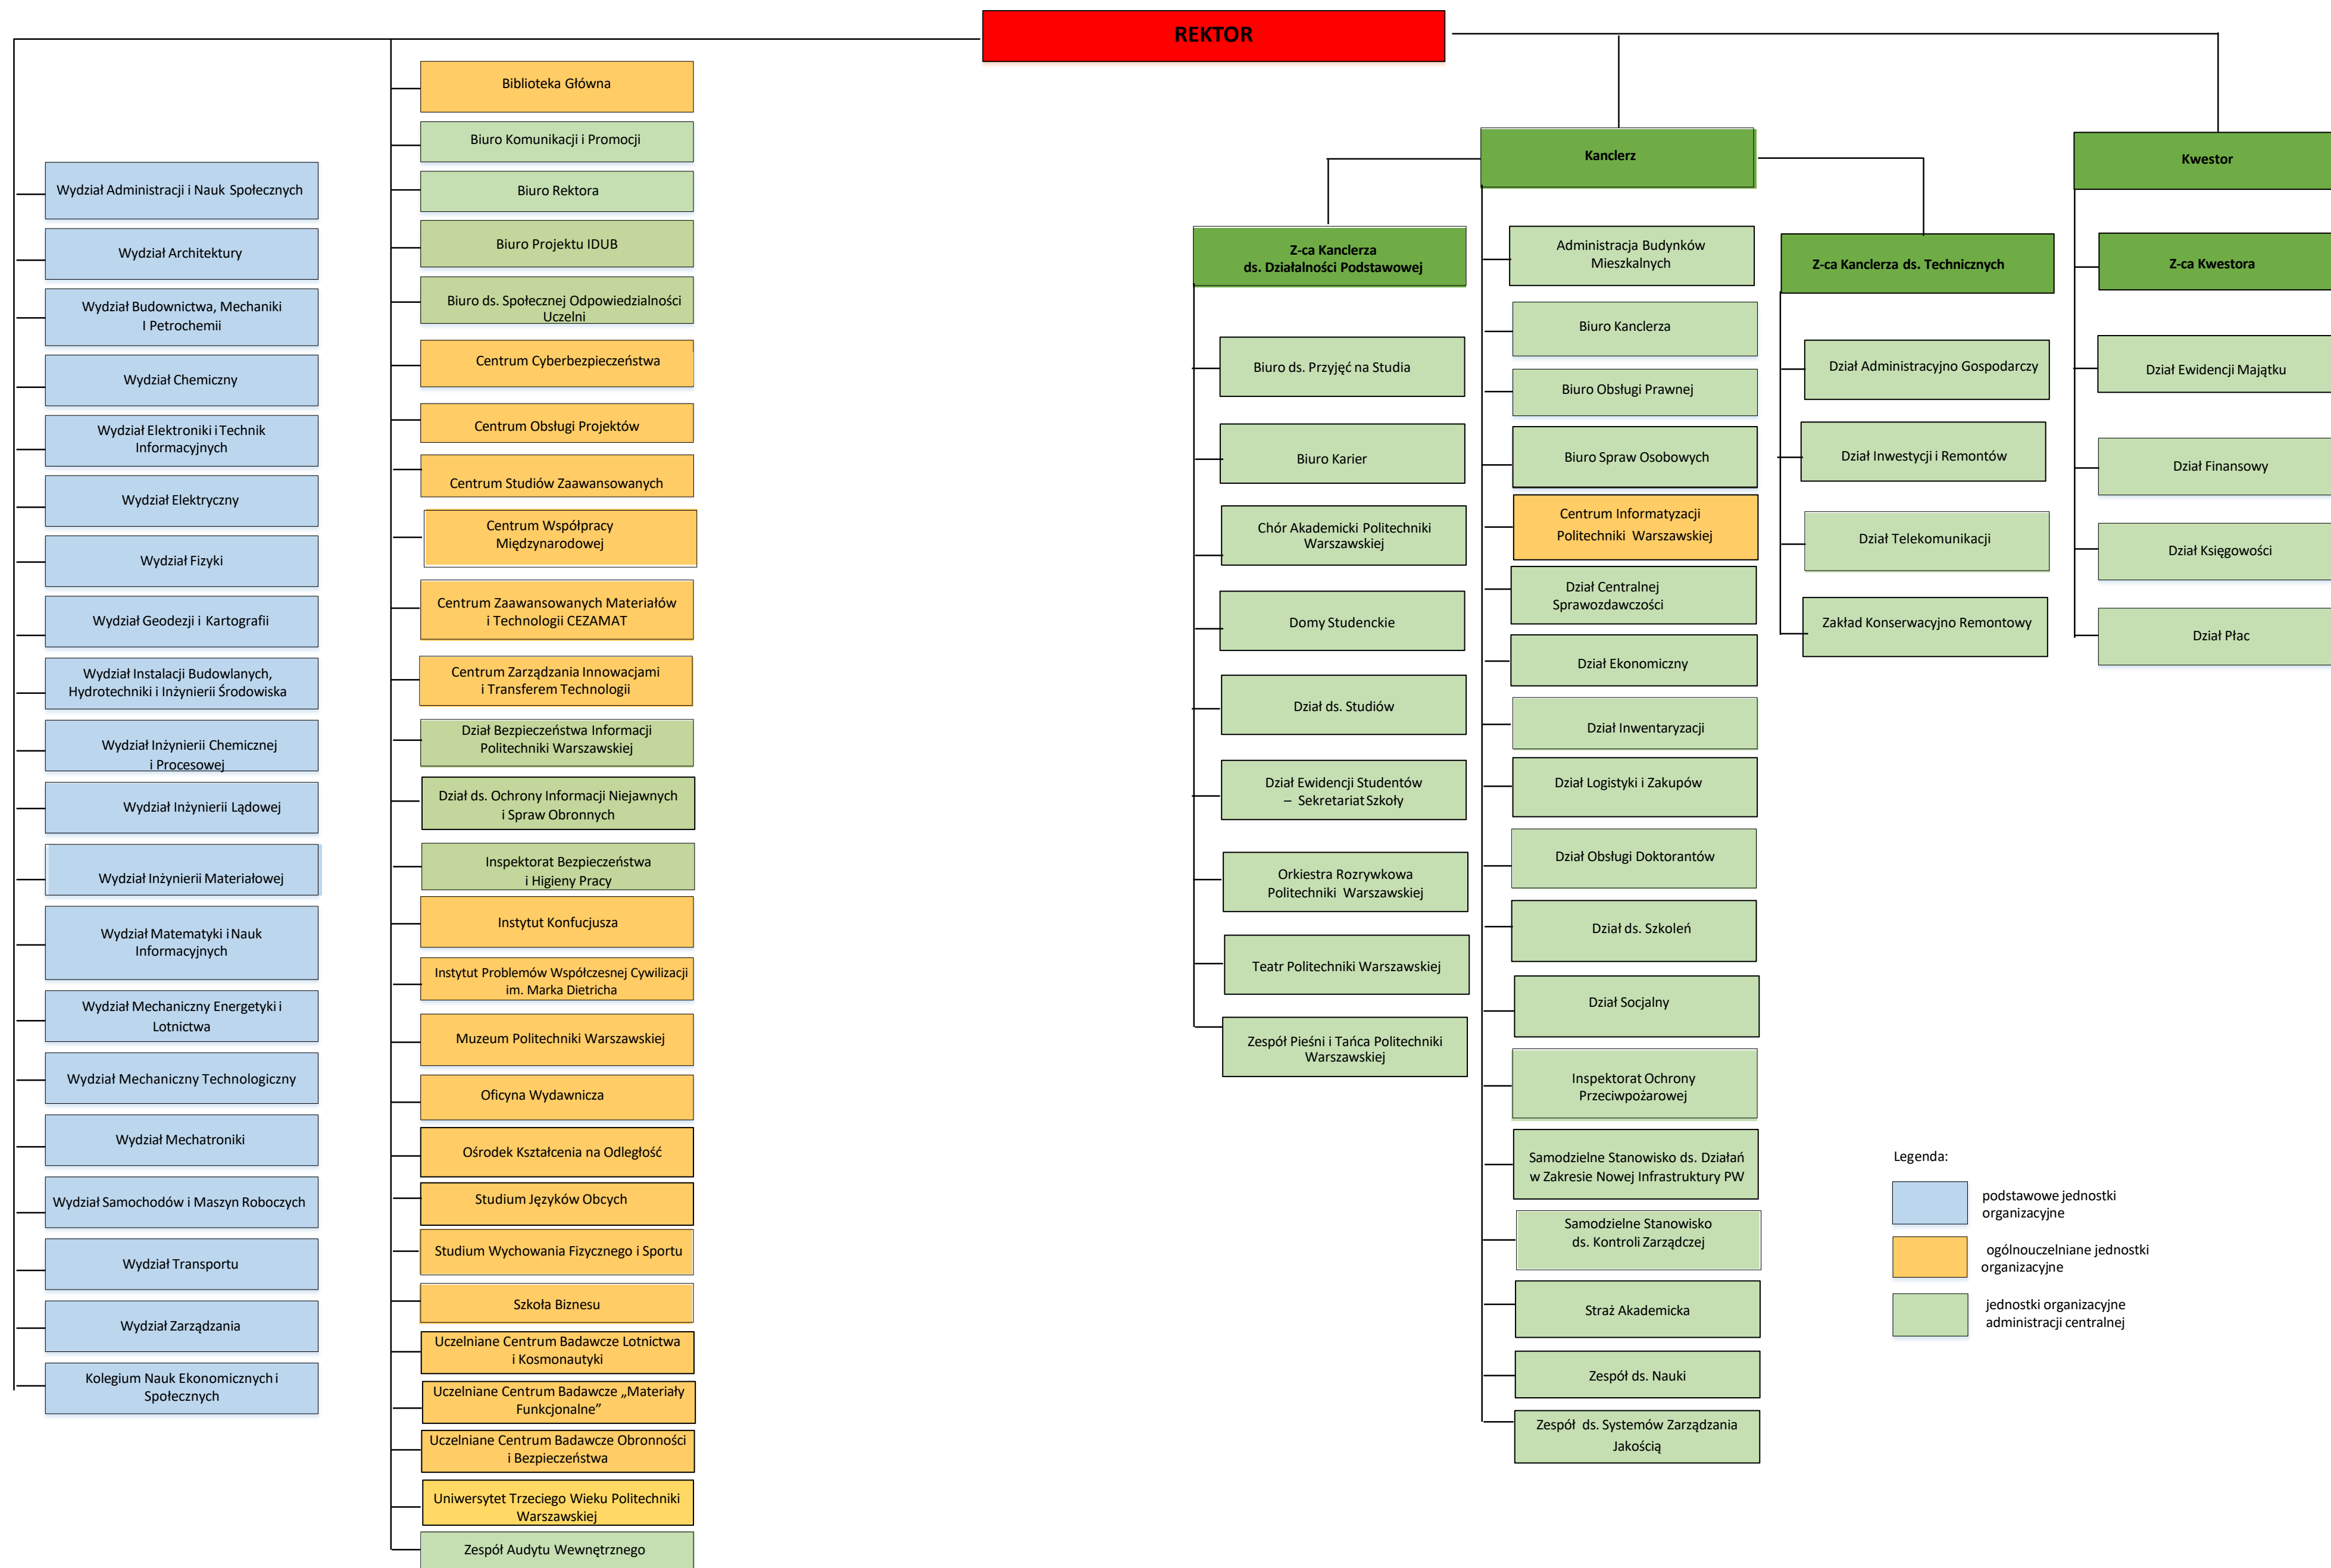 REKTOR
Wydział Administracji i Nauk Społecznych
Wydział Architektury
Wydział Budownictwa, Mechaniki
I Petrochemii
Wydział Chemiczny
Wydział Elektroniki i Technik
Informacyjnych
Wydział Elektryczny
Wydział Fizyki
Wydział Geodezji i Kartografii
Wydział Instalacji Budowlanych,
Hydrotechniki i Inżynierii Środowiska
Wydział Inżynierii Chemicznej
i Procesowej
Wydział Inżynierii Lądowej
Wydział Inżynierii Materiałowej
Wydział Matematyki i Nauk
Informacyjnych
Wydział Mechaniczny Energetyki i
Lotnictwa
Wydział Mechaniczny Technologiczny
Wydział Mechatroniki
Wydział Samochodów i Maszyn Roboczych
Wydział Transportu
Wydział Zarządzania
Kolegium Nauk Ekonomicznych i
Społecznych
Biblioteka Główna
Biuro Komunikacji i Promocji
Biuro Rektora
Biuro Projektu IDUB
Biuro ds. Społecznej Odpowiedzialności
Uczelni
Centrum Cyberbezpieczeństwa
Centrum Obsługi Projektów
Centrum Studiów Zaawansowanych
Centrum Współpracy
Międzynarodowej
Centrum Zaawansowanych Materiałów
i Technologii CEZAMAT
Centrum Zarządzania Innowacjami
i Transferem Technologii
Dział Bezpieczeństwa Informacji
Politechniki Warszawskiej
Dział ds. Ochrony Informacji Niejawnych
i Spraw Obronnych
Inspektorat Bezpieczeństwa
i Higieny Pracy
Instytut Konfucjusza
Instytut Problemów Współczesnej Cywilizacji
im. Marka Dietricha
Muzeum Politechniki Warszawskiej
Oficyna Wydawnicza
Ośrodek Kształcenia na Odległość
Studium Języków Obcych
Studium Wychowania Fizycznego i Sportu
Szkoła Biznesu
Uczelniane Centrum Badawcze Lotnictwa
i Kosmonautyki
Uczelniane Centrum Badawcze „Materiały
Funkcjonalne”
Uczelniane Centrum Badawcze Obronności
i Bezpieczeństwa
Uniwersytet Trzeciego Wieku Politechniki
Warszawskiej
Zespół Audytu Wewnętrznego
Kanclerz
Z-ca Kanclerza
ds. Działalności Podstawowej
Biuro ds. Przyjęć na Studia
Biuro Karier
Chór Akademicki Politechniki
Warszawskiej
Domy Studenckie
Dział ds. Studiów
Dział Ewidencji Studentów
– Sekretariat Szkoły
Orkiestra Rozrywkowa
Politechniki Warszawskiej
Teatr Politechniki Warszawskiej
Zespół Pieśni i Tańca Politechniki
Warszawskiej
Administracja Budynków
Mieszkalnych
Biuro Kanclerza
Biuro Obsługi Prawnej
Biuro Spraw Osobowych
Centrum Informatyzacji
Politechniki Warszawskiej
Dział Centralnej
Sprawozdawczości
Dział Ekonomiczny
Dział Inwentaryzacji
Dział Logistyki i Zakupów
Dział Obsługi Doktorantów
Dział ds. Szkoleń
Dział Socjalny
Inspektorat Ochrony
Przeciwpożarowej
Samodzielne Stanowisko ds. Działań
w Zakresie Nowej Infrastruktury PW
Samodzielne Stanowisko
ds. Kontroli Zarządczej
Straż Akademicka
Zespół ds. Nauki
Zespół ds. Systemów Zarządzania
Jakością
Z-ca Kanclerza ds. Technicznych
Dział Administracyjno Gospodarczy
Dział Inwestycji i Remontów
Dział Telekomunikacji
Zakład Konserwacyjno Remontowy
Kwestor
Z-ca Kwestora
Dział Ewidencji Majątku
Dział Finansowy
Dział Księgowości
Dział Płac
Legenda:
podstawowe jednostki
organizacyjne
ogólnouczelniane jednostki
organizacyjne
jednostki organizacyjne
administracji centralnej